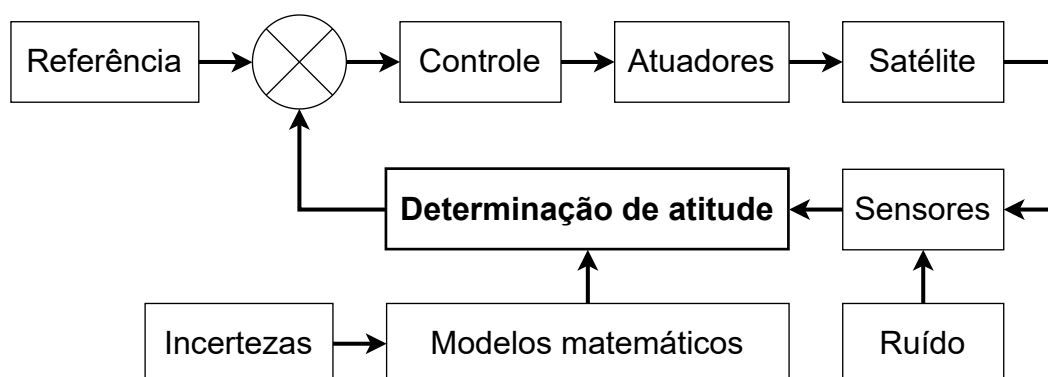 Referência
Controle
Atuadores
Satélite
Determinação de atitude
Sensores
Incertezas
Modelos matemáticos
Ruído